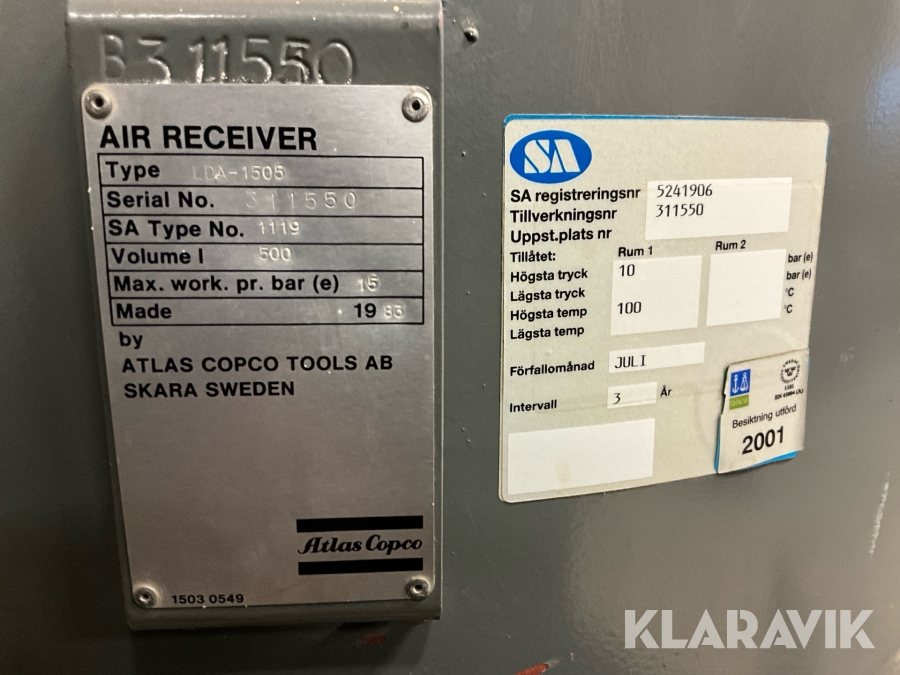 B311550
AIR RECEIVER
Type LDA-1505
Serial No. 311550
SA Type No. 1119
Volume l 500
Max. work. pr. bar (e) 15
Made 1983
by
ATLAS COPCO TOOLS AB
SKARA SWEDEN
Atlas Copco
1503 0549
SA
SA registreringsnr 5241906
Tillverkningsnr 311550
Uppst.plats nr
Tillåtet: Rum 1 Rum 2
Högsta tryck 10 bar (e)
Lägsta tryck bar (e)
Högsta temp 100 °C
Lägsta temp °C
Förfallomånad JULI
Intervall 3 År
Besiktning utförd
2001
KLARAVIK